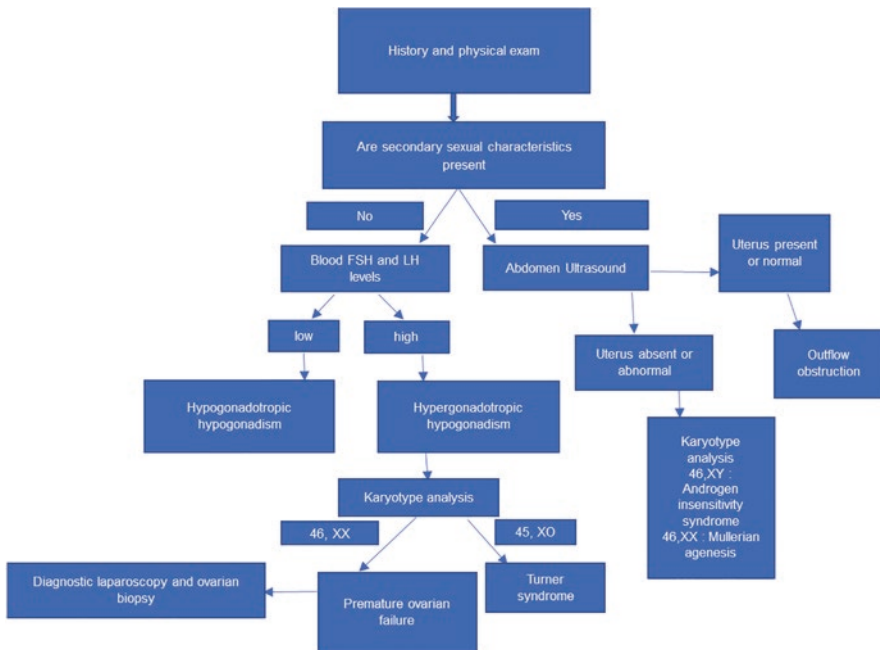 History and physical exam
Are secondary sexual characteristics
present
No
Yes
Blood FSH and LH
levels
Abdomen Ultrasound
Uterus present
or normal
low
high
Uterus absent or
abnormal
Outflow
obstruction
Hypogonadotropic
hypogonadism
Hypergonadotropic
hypogonadism
Karyotype
analysis
46,XY :
Androgen
insensitivity
syndrome
46,XX : Mullerian
agenesis
Karyotype analysis
46, XX
45, XO
Diagnostic laparoscopy and ovarian
biopsy
Premature ovarian
failure
Turner
syndrome